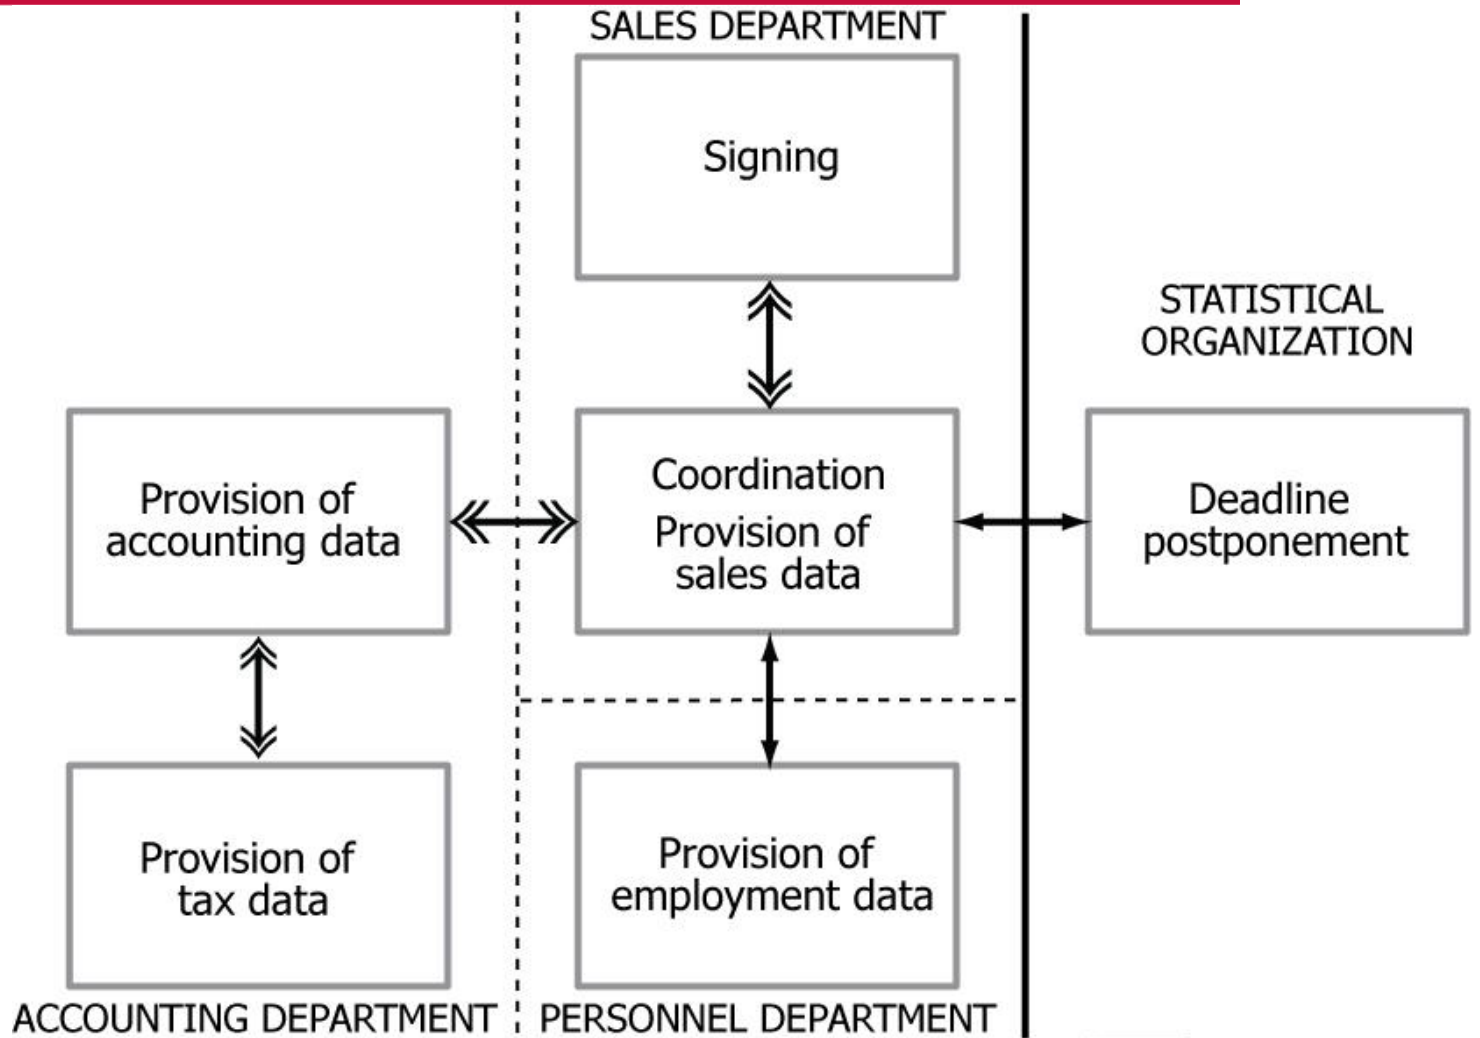 SALES DEPARTMENT
Signing
STATISTICAL
ORGANIZATION
Provision of
accounting data
Coordination
Provision of
sales data
Deadline
postponement
Provision of
tax data
Provision of
employment data
ACCOUNTING DEPARTMENT
PERSONNEL DEPARTMENT